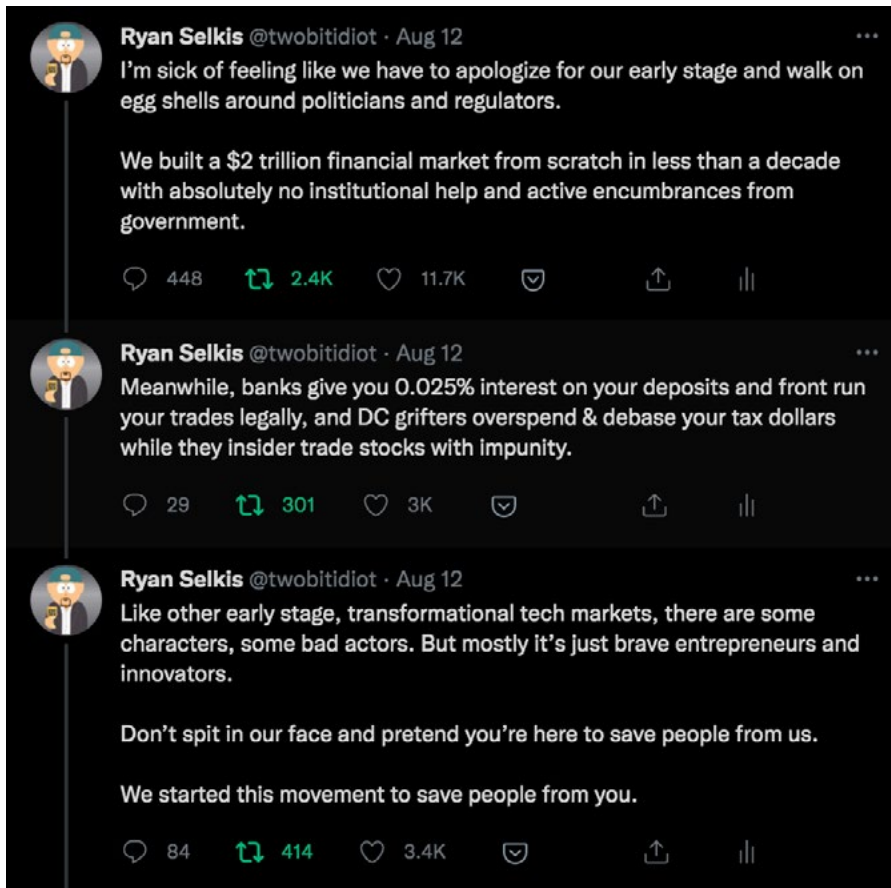 Ryan Selkis @twobitidiot · Aug 12
I’m sick of feeling like we have to apologize for our early stage and walk on
egg shells around politicians and regulators.
We built a $2 trillion financial market from scratch in less than a decade
with absolutely no institutional help and active encumbrances from
government.
448 2.4K 11.7K
Ryan Selkis @twobitidiot · Aug 12
Meanwhile, banks give you 0.025% interest on your deposits and front run
your trades legally, and DC grifters overspend & debase your tax dollars
while they insider trade stocks with impunity.
29 301 3K
Ryan Selkis @twobitidiot · Aug 12
Like other early stage, transformational tech markets, there are some
characters, some bad actors. But mostly it’s just brave entrepreneurs and
innovators.
Don’t spit in our face and pretend you’re here to save people from us.
We started this movement to save people from you.
84 414 3.4K